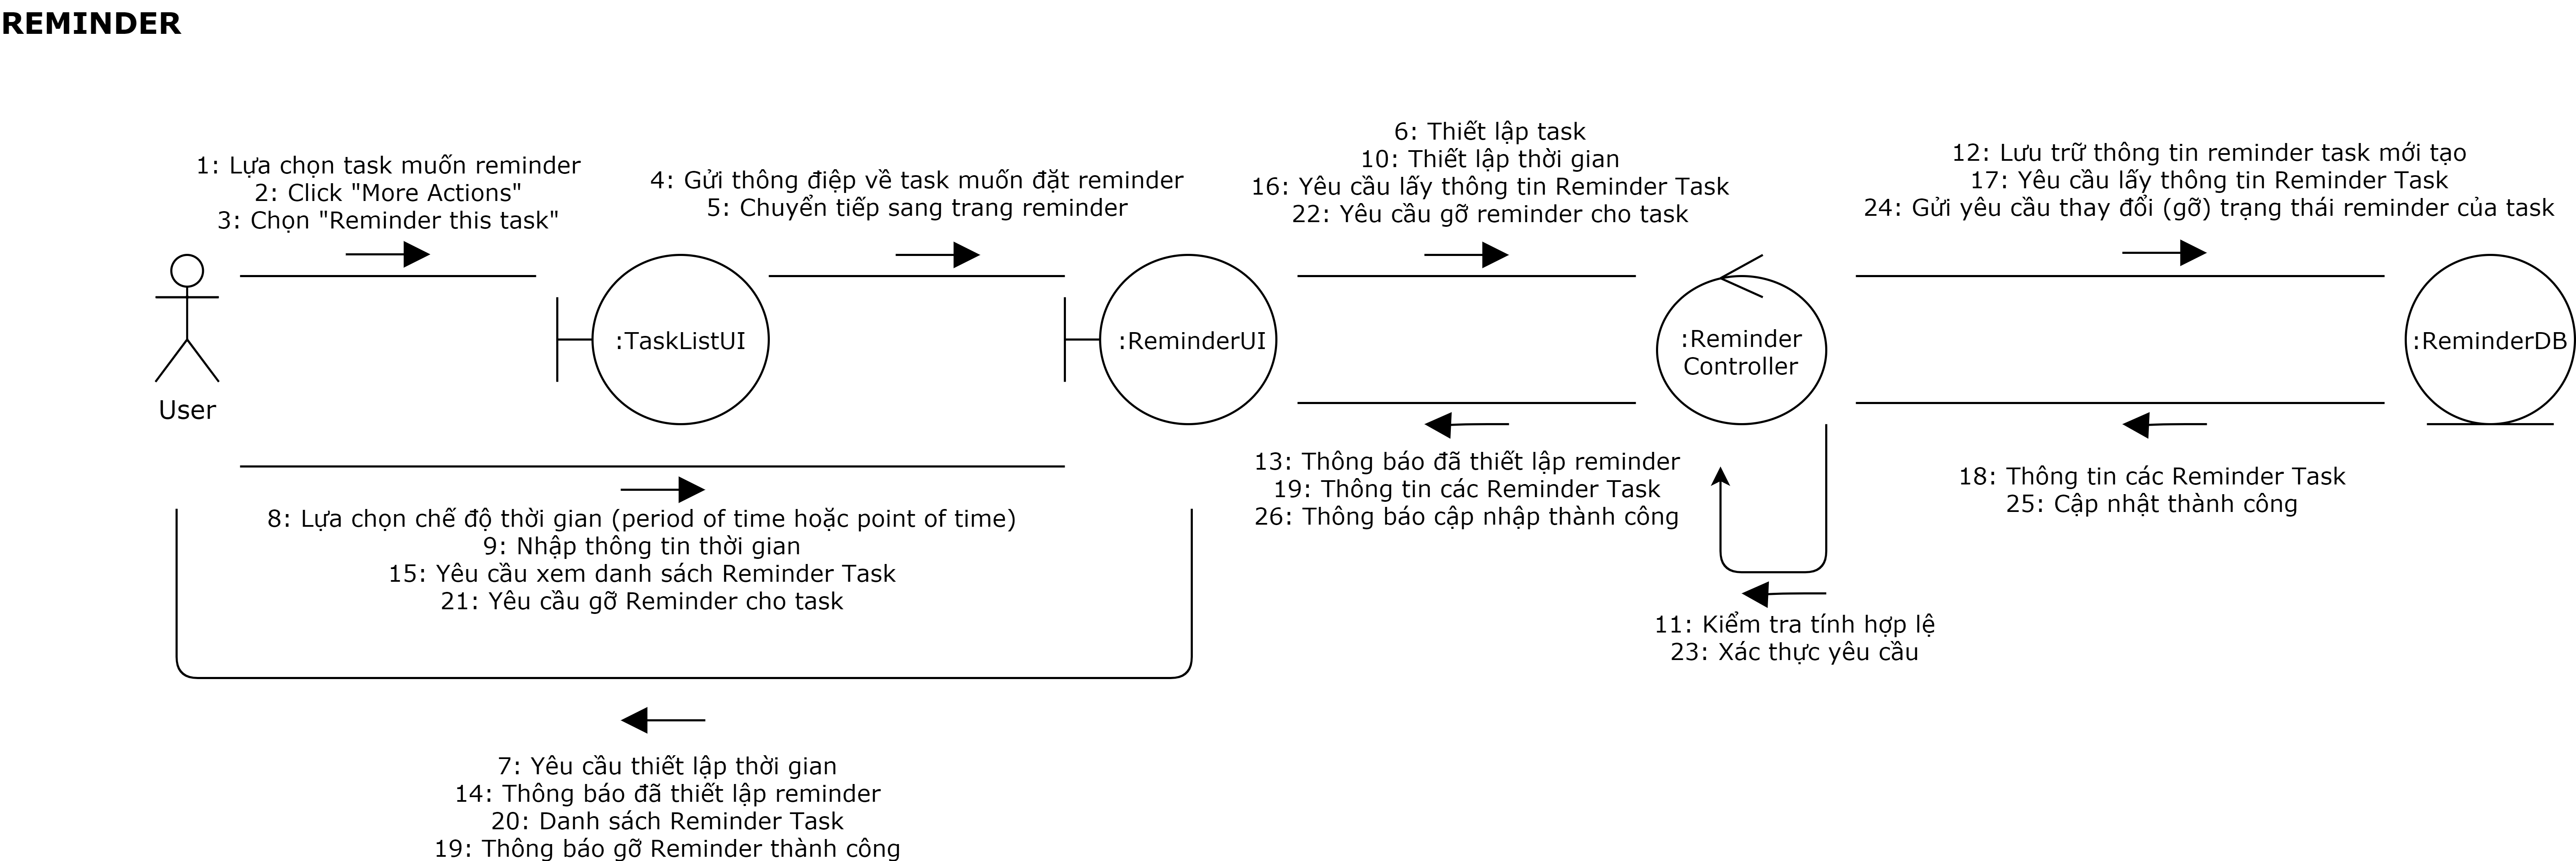 REMINDER
1: Lựa chọn task muốn reminder
2: Click "More Actions"
3: Chọn "Reminder this task"
4: Gửi thông điệp về task muốn đặt reminder
5: Chuyển tiếp sang trang reminder
6: Thiết lập task
10: Thiết lập thời gian
16: Yêu cầu lấy thông tin Reminder Task
22: Yêu cầu gỡ reminder cho task
12: Lưu trữ thông tin reminder task mới tạo
17: Yêu cầu lấy thông tin Reminder Task
24: Gửi yêu cầu thay đổi (gỡ) trạng thái reminder của task
User
:TaskListUI
:ReminderUI
:Reminder
Controller
:ReminderDB
8: Lựa chọn chế độ thời gian (period of time hoặc point of time)
9: Nhập thông tin thời gian
15: Yêu cầu xem danh sách Reminder Task
21: Yêu cầu gỡ Reminder cho task
13: Thông báo đã thiết lập reminder
19: Thông tin các Reminder Task
26: Thông báo cập nhập thành công
18: Thông tin các Reminder Task
25: Cập nhật thành công
11: Kiểm tra tính hợp lệ
23: Xác thực yêu cầu
7: Yêu cầu thiết lập thời gian
14: Thông báo đã thiết lập reminder
20: Danh sách Reminder Task
19: Thông báo gỡ Reminder thành công